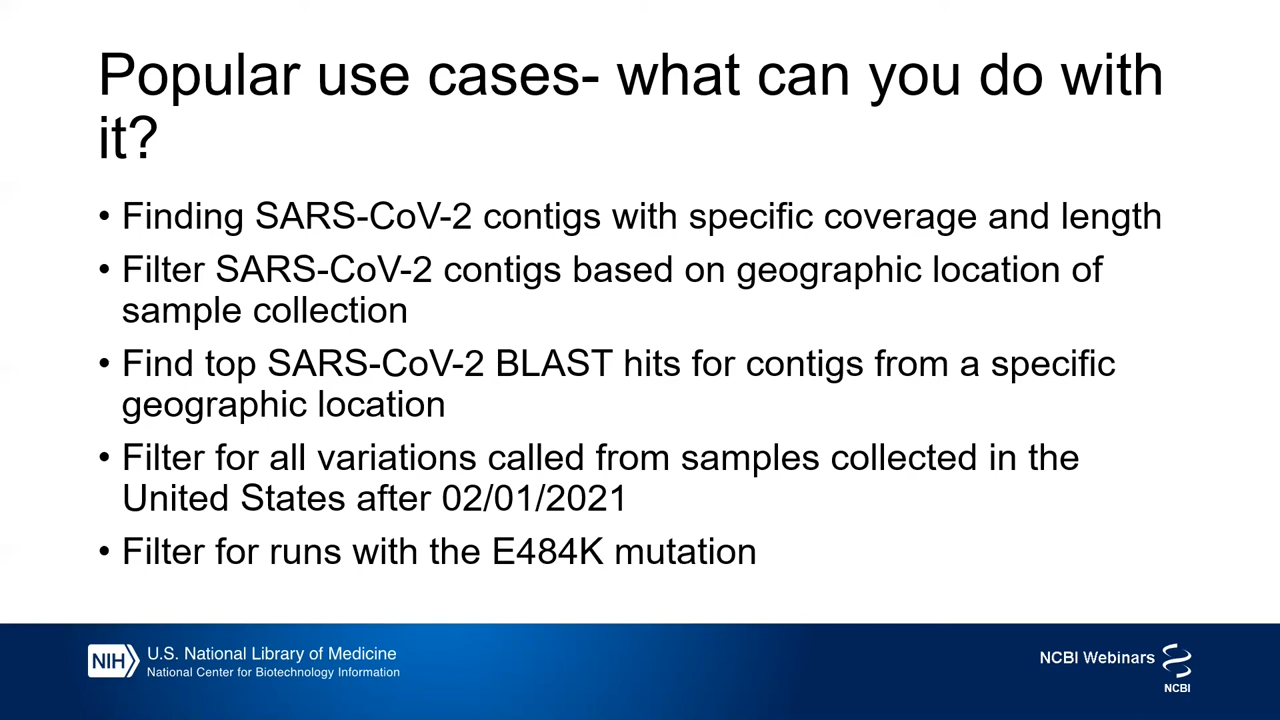 Popular use cases- what can you do with
it?
• Finding SARS-CoV-2 contigs with specific coverage and length
• Filter SARS-CoV-2 contigs based on geographic location of
sample collection
• Find top SARS-CoV-2 BLAST hits for contigs from a specific
geographic location
• Filter for all variations called from samples collected in the
United States after 02/01/2021
• Filter for runs with the E484K mutation
NIH
U.S. National Library of Medicine
National Center for Biotechnology Information
NCBI Webinars
NCBI